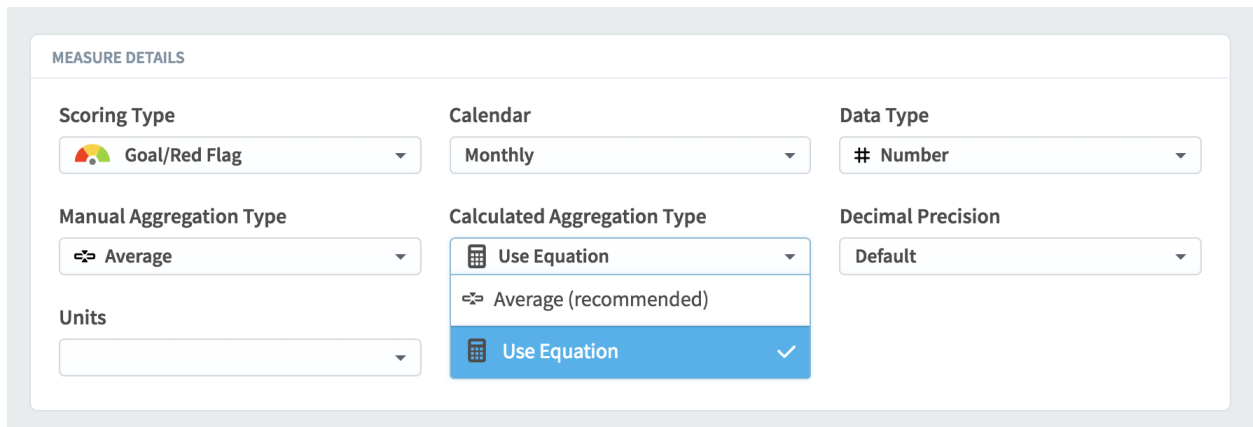 MEASURE DETAILS
Scoring Type
Calendar
Data Type
Goal/Red Flag
Monthly
# Number
Manual Aggregation Type
Calculated Aggregation Type
Decimal Precision
Average
Use Equation
Default
Average (recommended)
Units
Use Equation